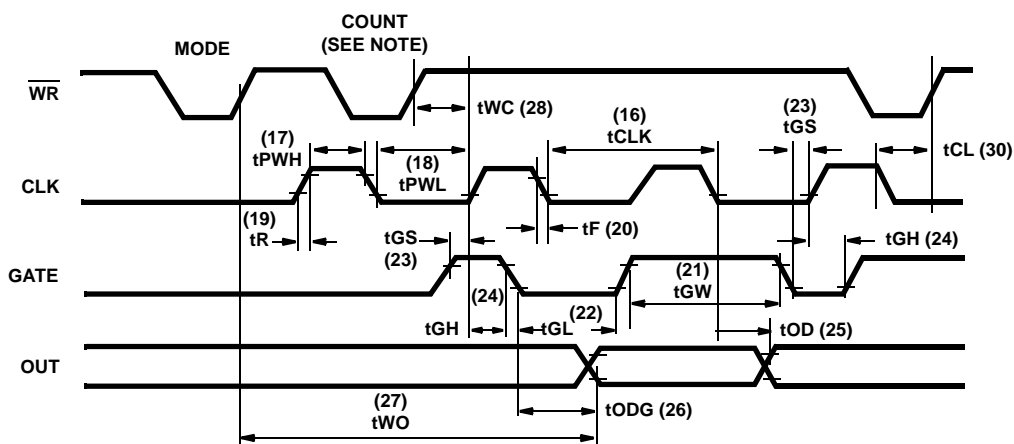 COUNT
(SEE NOTE)
MODE
WR
tWC (28)
(16)
tCLK
(23)
tGS
tCL (30)
(17)
tPWH
(18)
tPWL
CLK
(19)
tR
tGS
(23)
tF (20)
tGH (24)
GATE
(24)
tGH
(22)
tGL
(21)
tGW
tOD (25)
OUT
(27)
tWO
tODG (26)